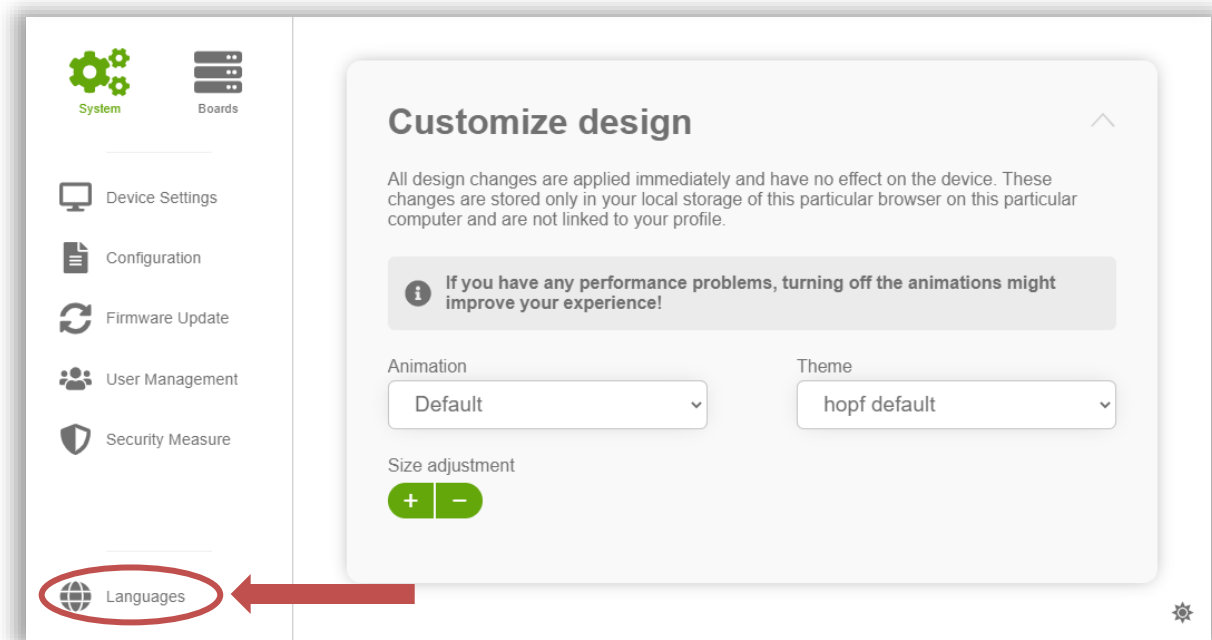 System
Boards
Device Settings
Configuration
Firmware Update
User Management
Security Measure
Languages
Customize design
All design changes are applied immediately and have no effect on the device. These
changes are stored only in your local storage of this particular browser on this particular
computer and are not linked to your profile.
If you have any performance problems, turning off the animations might
improve your experience!
Animation
Theme
Default
hopf default
Size adjustment
+ −